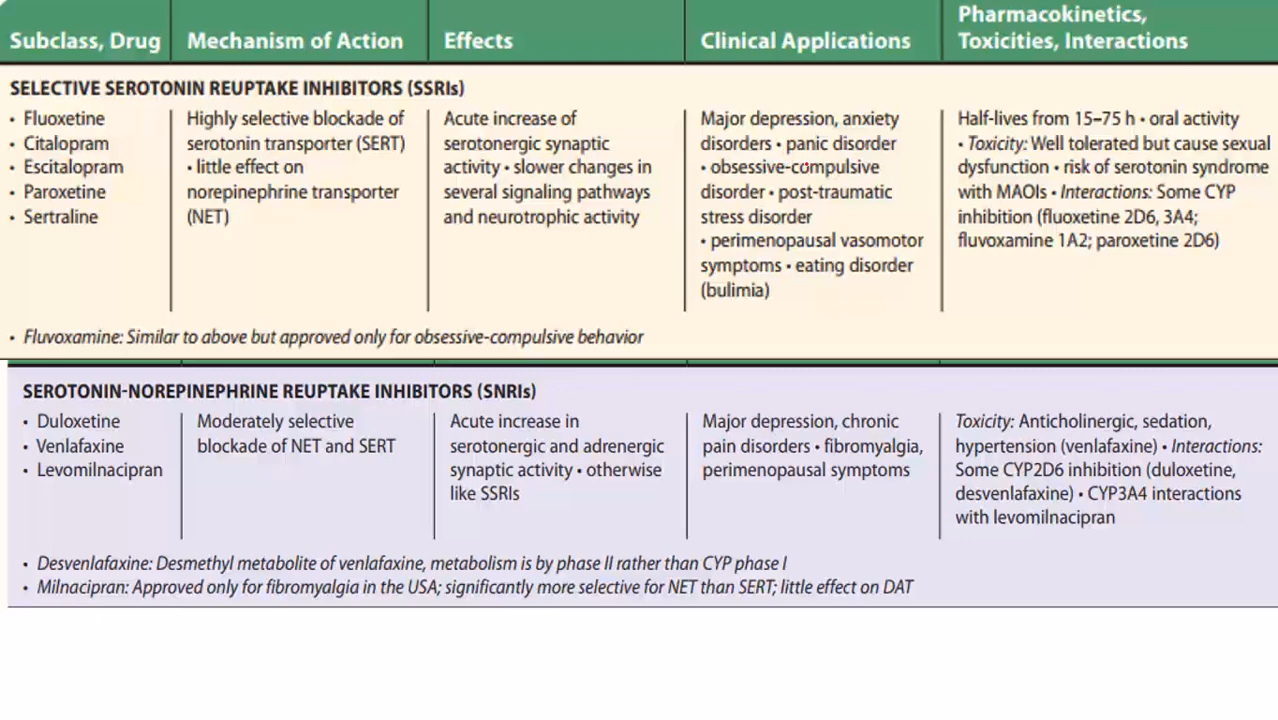 Subclass, Drug
Mechanism of Action
Effects
Clinical Applications
Pharmacokinetics,
Toxicities, Interactions
SELECTIVE SEROTONIN REUPTAKE INHIBITORS (SSRIs)
• Fluoxetine
• Citalopram
• Escitalopram
• Paroxetine
• Sertraline
Highly selective blockade of
serotonin transporter (SERT)
• little effect on
norepinephrine transporter
(NET)
Acute increase of
serotonergic synaptic
activity • slower changes in
several signaling pathways
and neurotrophic activity
Major depression, anxiety
disorders • panic disorder
• obsessive-compulsive
disorder • post-traumatic
stress disorder
• perimenopausal vasomotor
symptoms • eating disorder
(bulimia)
Half-lives from 15–75 h • oral activity
• Toxicity: Well tolerated but cause sexual
dysfunction • risk of serotonin syndrome
with MAOIs • Interactions: Some CYP
inhibition (fluoxetine 2D6, 3A4;
fluvoxamine 1A2; paroxetine 2D6)
• Fluvoxamine: Similar to above but approved only for obsessive-compulsive behavior
SEROTONIN-NOREPINEPHRINE REUPTAKE INHIBITORS (SNRIs)
• Duloxetine
• Venlafaxine
• Levomilnacipran
Moderately selective
blockade of NET and SERT
Acute increase in
serotonergic and adrenergic
synaptic activity • otherwise
like SSRIs
Major depression, chronic
pain disorders • fibromyalgia,
perimenopausal symptoms
Toxicity: Anticholinergic, sedation,
hypertension (venlafaxine) • Interactions:
Some CYP2D6 inhibition (duloxetine,
desvenlafaxine) • CYP3A4 interactions
with levomilnacipran
• Desvenlafaxine: Desmethyl metabolite of venlafaxine, metabolism is by phase II rather than CYP phase I
• Milnacipran: Approved only for fibromyalgia in the USA; significantly more selective for NET than SERT; little effect on DAT